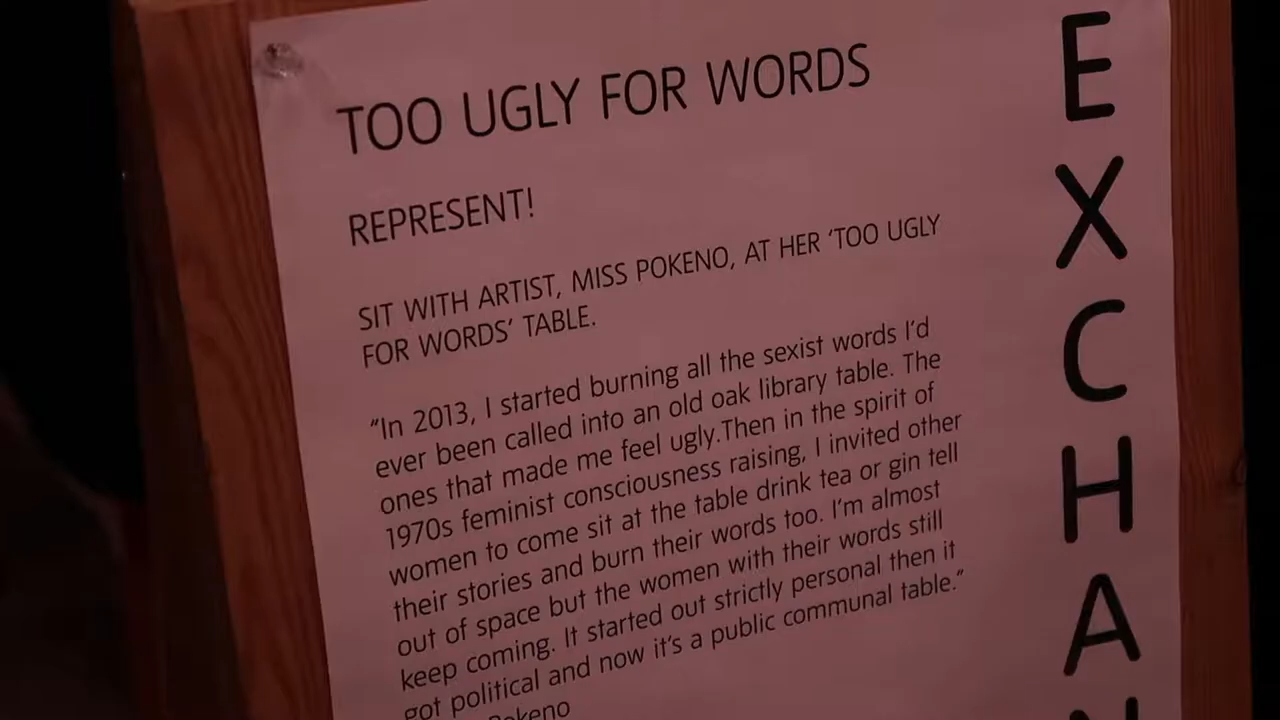 TOO UGLY FOR WORDS
REPRESENT!
SIT WITH ARTIST, MISS POKENO, AT HER ‘TOO UGLY
FOR WORDS’ TABLE.
“In 2013, I started burning all the sexist words I’d
ever been called into an old oak library table. The
ones that made me feel ugly.Then in the spirit of
1970s feminist consciousness raising, I invited other
women to come sit at the table drink tea or gin tell
their stories and burn their words too. I’m almost
out of space but the women with their words still
keep coming. It started out strictly personal then it
got political and now it’s a public communal table.”
Pokeno
E
X
C
H
A
N